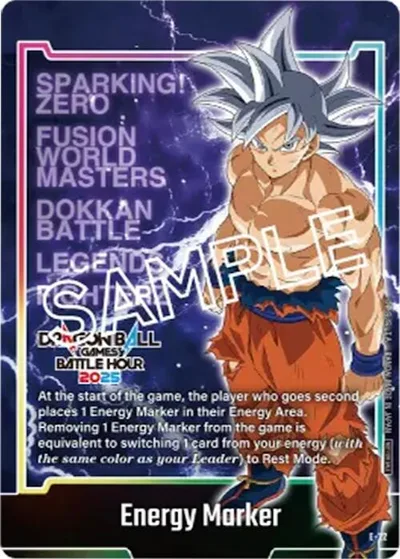 SPARKING!
ZERO
FUSION
WORLD
MASTERS
DOKKAN
BATTLE
LEGENDS
SAMPLE
DRAGON BALL
GAMES
BATTLE HOUR
2025
At the start of the game, the player who goes second
places 1 Energy Marker in their Energy Area.
Removing 1 Energy Marker from the game is
equivalent to switching 1 card from your energy (with
the same color as your Leader) to Rest Mode.
Energy Marker
E-22